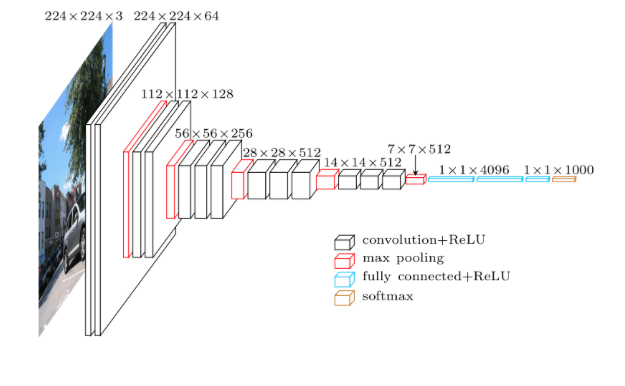 224×224×3
224×224×64
112×112×128
56×56×256
28×28×512
14×14×512
7×7×512
1×1×4096
1×1×1000
convolution+ReLU
max pooling
fully connected+ReLU
softmax